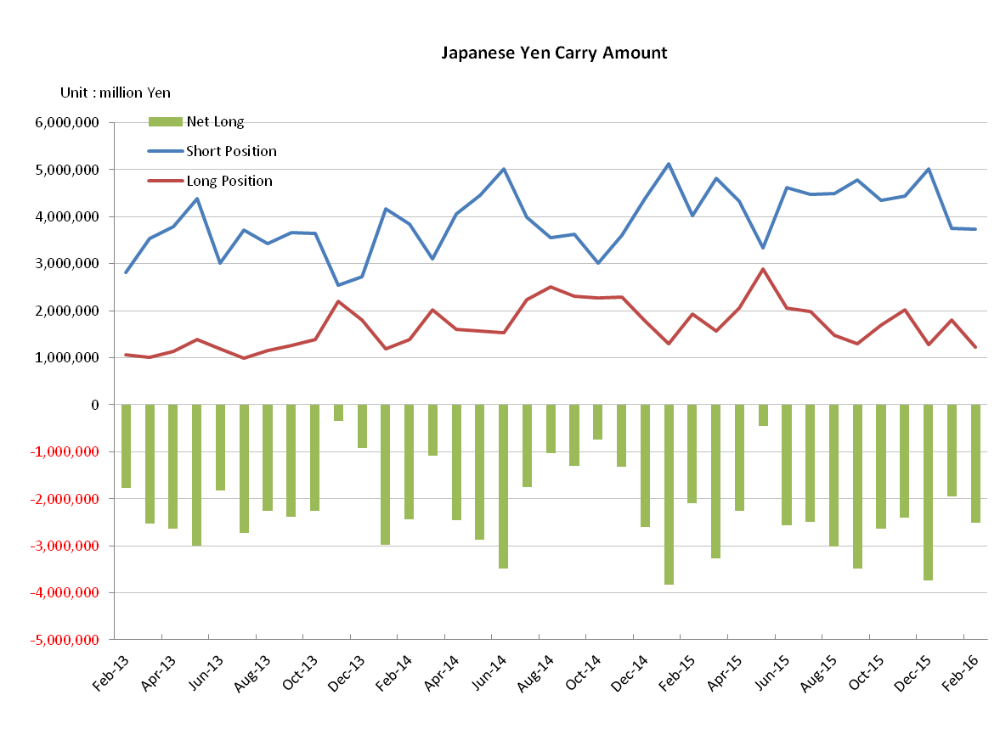 Japanese Yen Carry Amount
Unit : million Yen
Net Long
Short Position
Long Position
6,000,000
5,000,000
4,000,000
3,000,000
2,000,000
1,000,000
0
-1,000,000
-2,000,000
-3,000,000
-4,000,000
-5,000,000
Feb-13
Apr-13
Jun-13
Aug-13
Oct-13
Dec-13
Feb-14
Apr-14
Jun-14
Aug-14
Oct-14
Dec-14
Feb-15
Apr-15
Jun-15
Aug-15
Oct-15
Dec-15
Feb-16